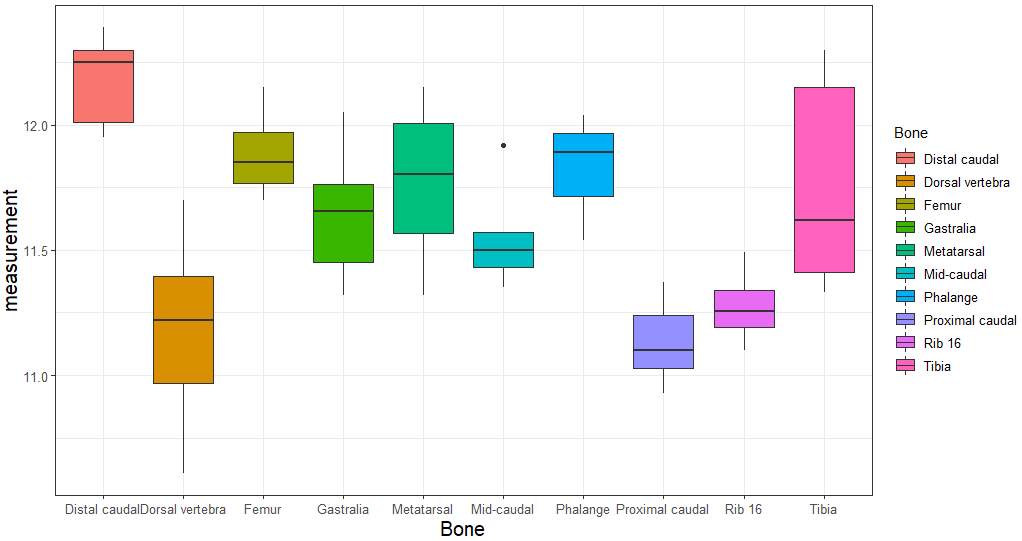 measurement
12.0
11.5
11.0
Distal caudal Dorsal vertebra Femur Gastralia Metatarsal Mid-caudal Phalange Proximal caudal Rib 16 Tibia
Bone
Bone
Distal caudal
Dorsal vertebra
Femur
Gastralia
Metatarsal
Mid-caudal
Phalange
Proximal caudal
Rib 16
Tibia